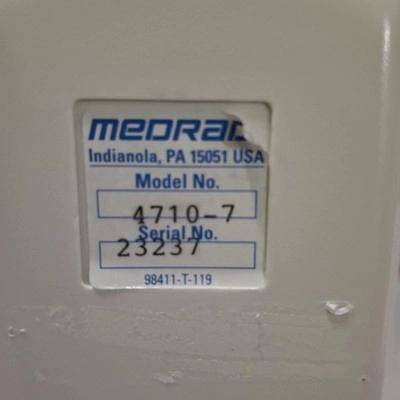 MEDRAD
Indianola, PA 15051 USA
Model No.
4710-7
Serial No.
23237
98411-T-119